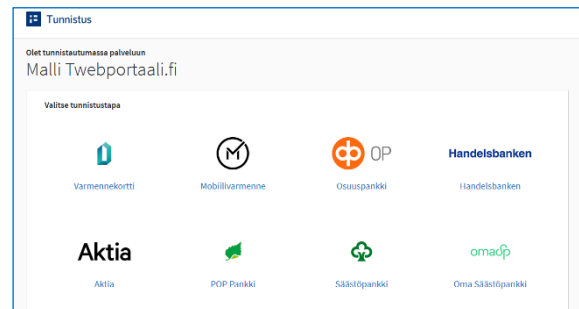 Tunnistus
Olet tunnistautumassa palveluun
Malli Twebportaali.fi
Valitse tunnistustapa
OP Handelsbanken
Varmennekortti Mobiilivarmenne Osuuspankki Handelsbanken
Aktia omasp
Aktia POP Pankki Säästöpankki Oma Säästöpankki